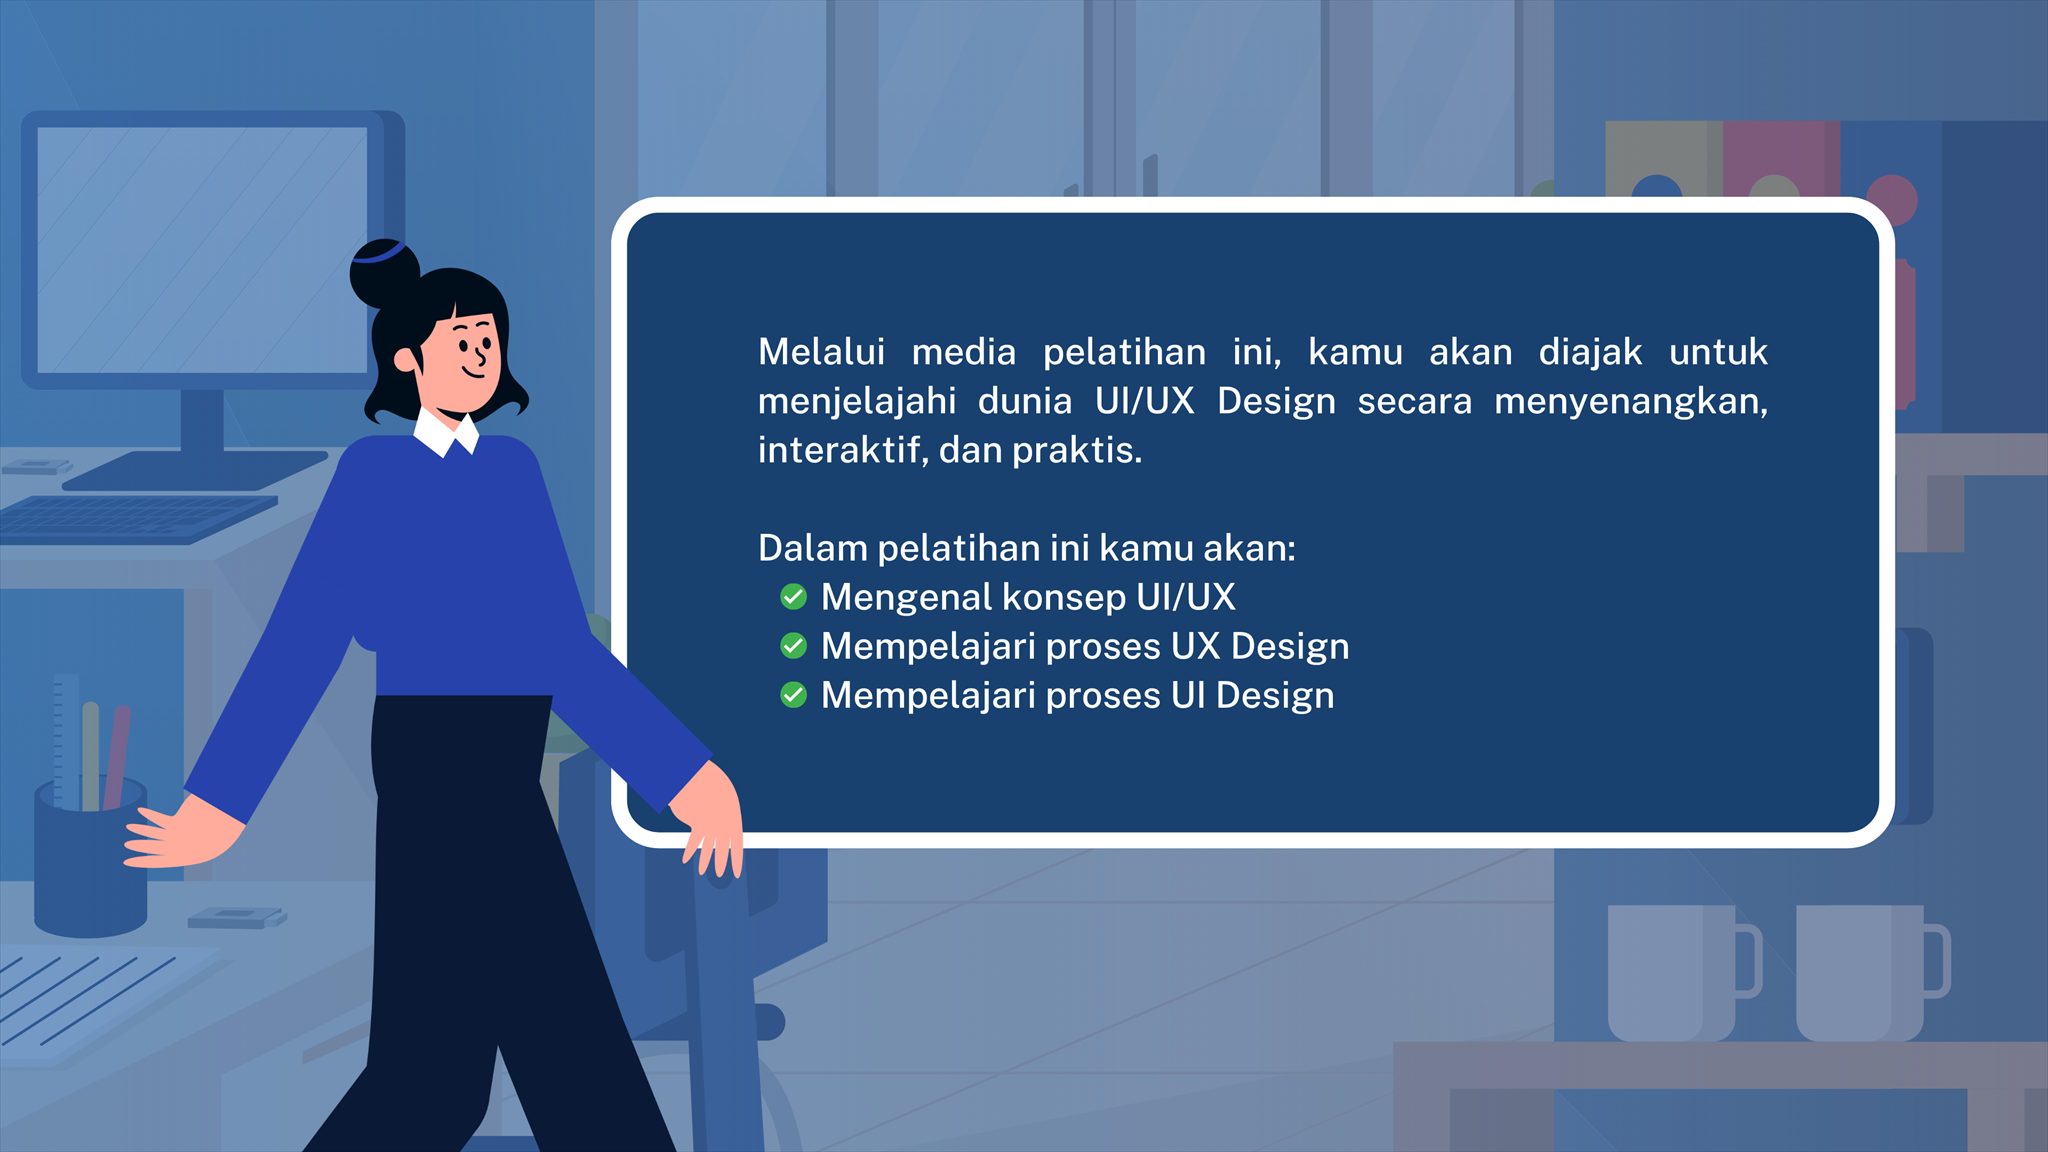 Melalui media pelatihan ini, kamu akan diajak untuk
menjelajahi dunia UI/UX Design secara menyenangkan,
interaktif, dan praktis.
Dalam pelatihan ini kamu akan:
Mengenal konsep UI/UX
Mempelajari proses UX Design
Mempelajari proses UI Design